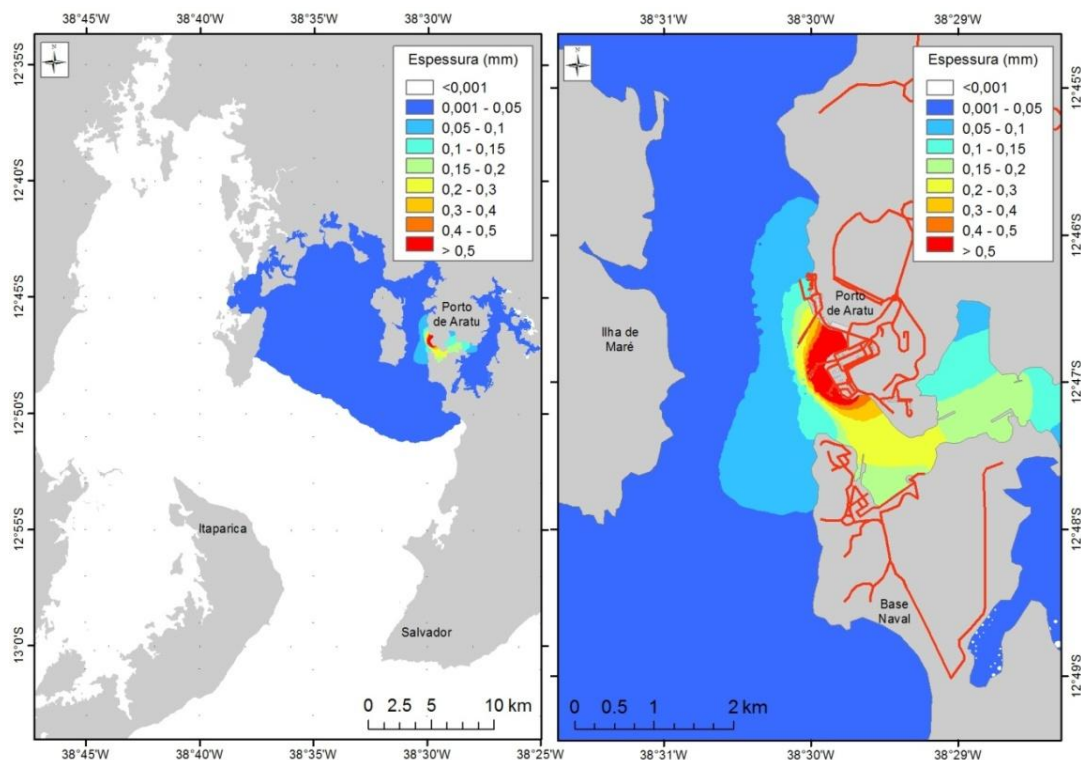 38°45'W 38°40'W 38°35'W 38°30'W 38°25'W
12°35'S
12°40'S
12°45'S
12°50'S
12°55'S
13°0'S
N
Espessura (mm)
<0,001
0,001 - 0,05
0,05 - 0,1
0,1 - 0,15
0,15 - 0,2
0,2 - 0,3
0,3 - 0,4
0,4 - 0,5
> 0,5
Porto
de Aratu
Itaparica
Salvador
0 2.5 5 10 km
38°45'W 38°40'W 38°35'W 38°30'W 38°25'W
38°31'W 38°30'W 38°29'W
N
Espessura (mm)
<0,001
0,001 - 0,05
0,05 - 0,1
0,1 - 0,15
0,15 - 0,2
0,2 - 0,3
0,3 - 0,4
0,4 - 0,5
> 0,5
12°45'S
12°46'S
12°47'S
12°48'S
12°49'S
Porto
de Aratu
Ilha de
Maré
Base
Naval
0 0.5 1 2 km
38°31'W 38°30'W 38°29'W